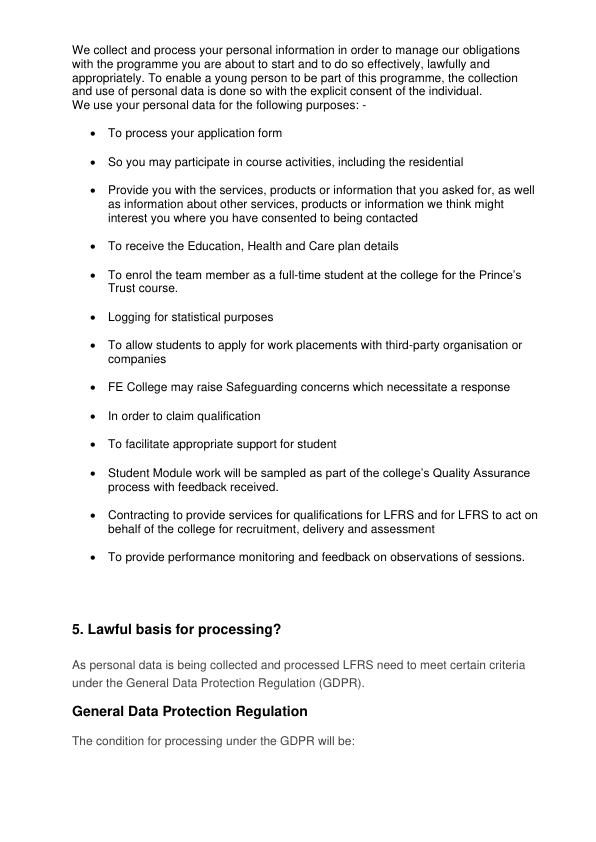 We collect and process your personal information in order to manage our obligations
with the programme you are about to start and to do so effectively, lawfully and
appropriately. To enable a young person to be part of this programme, the collection
and use of personal data is done so with the explicit consent of the individual.
We use your personal data for the following purposes: -
• To process your application form
• So you may participate in course activities, including the residential
• Provide you with the services, products or information that you asked for, as well
as information about other services, products or information we think might
interest you where you have consented to being contacted
• To receive the Education, Health and Care plan details
• To enrol the team member as a full-time student at the college for the Prince’s
Trust course.
• Logging for statistical purposes
• To allow students to apply for work placements with third-party organisation or
companies
• FE College may raise Safeguarding concerns which necessitate a response
• In order to claim qualification
• To facilitate appropriate support for student
• Student Module work will be sampled as part of the college’s Quality Assurance
process with feedback received.
• Contracting to provide services for qualifications for LFRS and for LFRS to act on
behalf of the college for recruitment, delivery and assessment
• To provide performance monitoring and feedback on observations of sessions.
5. Lawful basis for processing?
As personal data is being collected and processed LFRS need to meet certain criteria
under the General Data Protection Regulation (GDPR).
General Data Protection Regulation
The condition for processing under the GDPR will be: